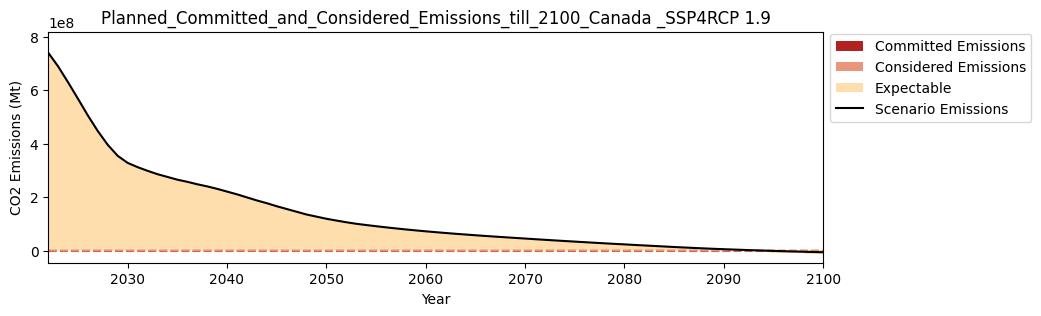 Planned_Committed_and_Considered_Emissions_till_2100_Canada _SSP4RCP 1.9
1e8
8
6
4
2
0
CO2 Emissions (Mt)
2030 2040 2050 2060 2070 2080 2090 2100
Year
Committed Emissions
Considered Emissions
Expectable
Scenario Emissions